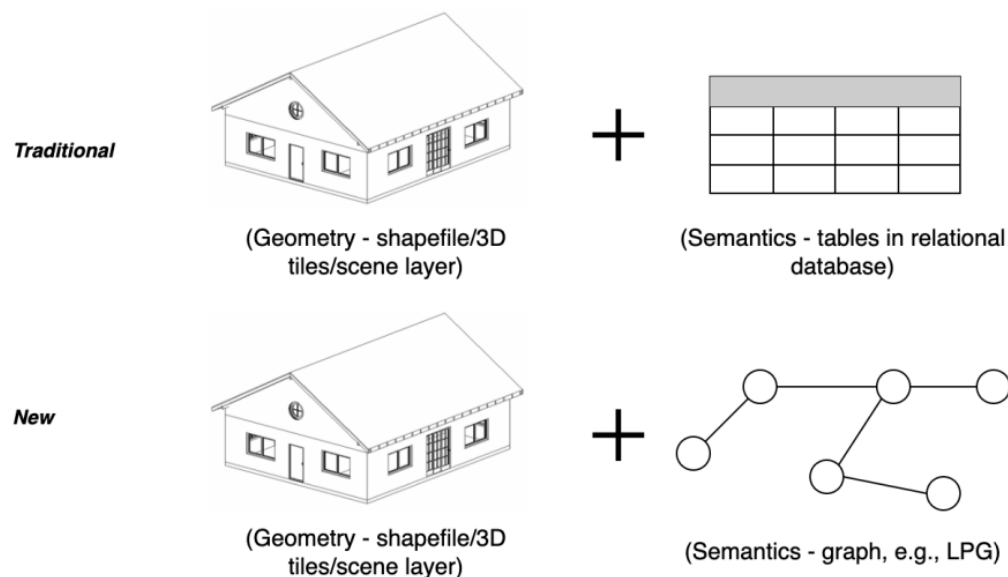 Traditional
(Geometry - shapefile/3D
tiles/scene layer)
(Semantics - tables in relational
database)
New
(Geometry - shapefile/3D
tiles/scene layer)
(Semantics - graph, e.g., LPG)